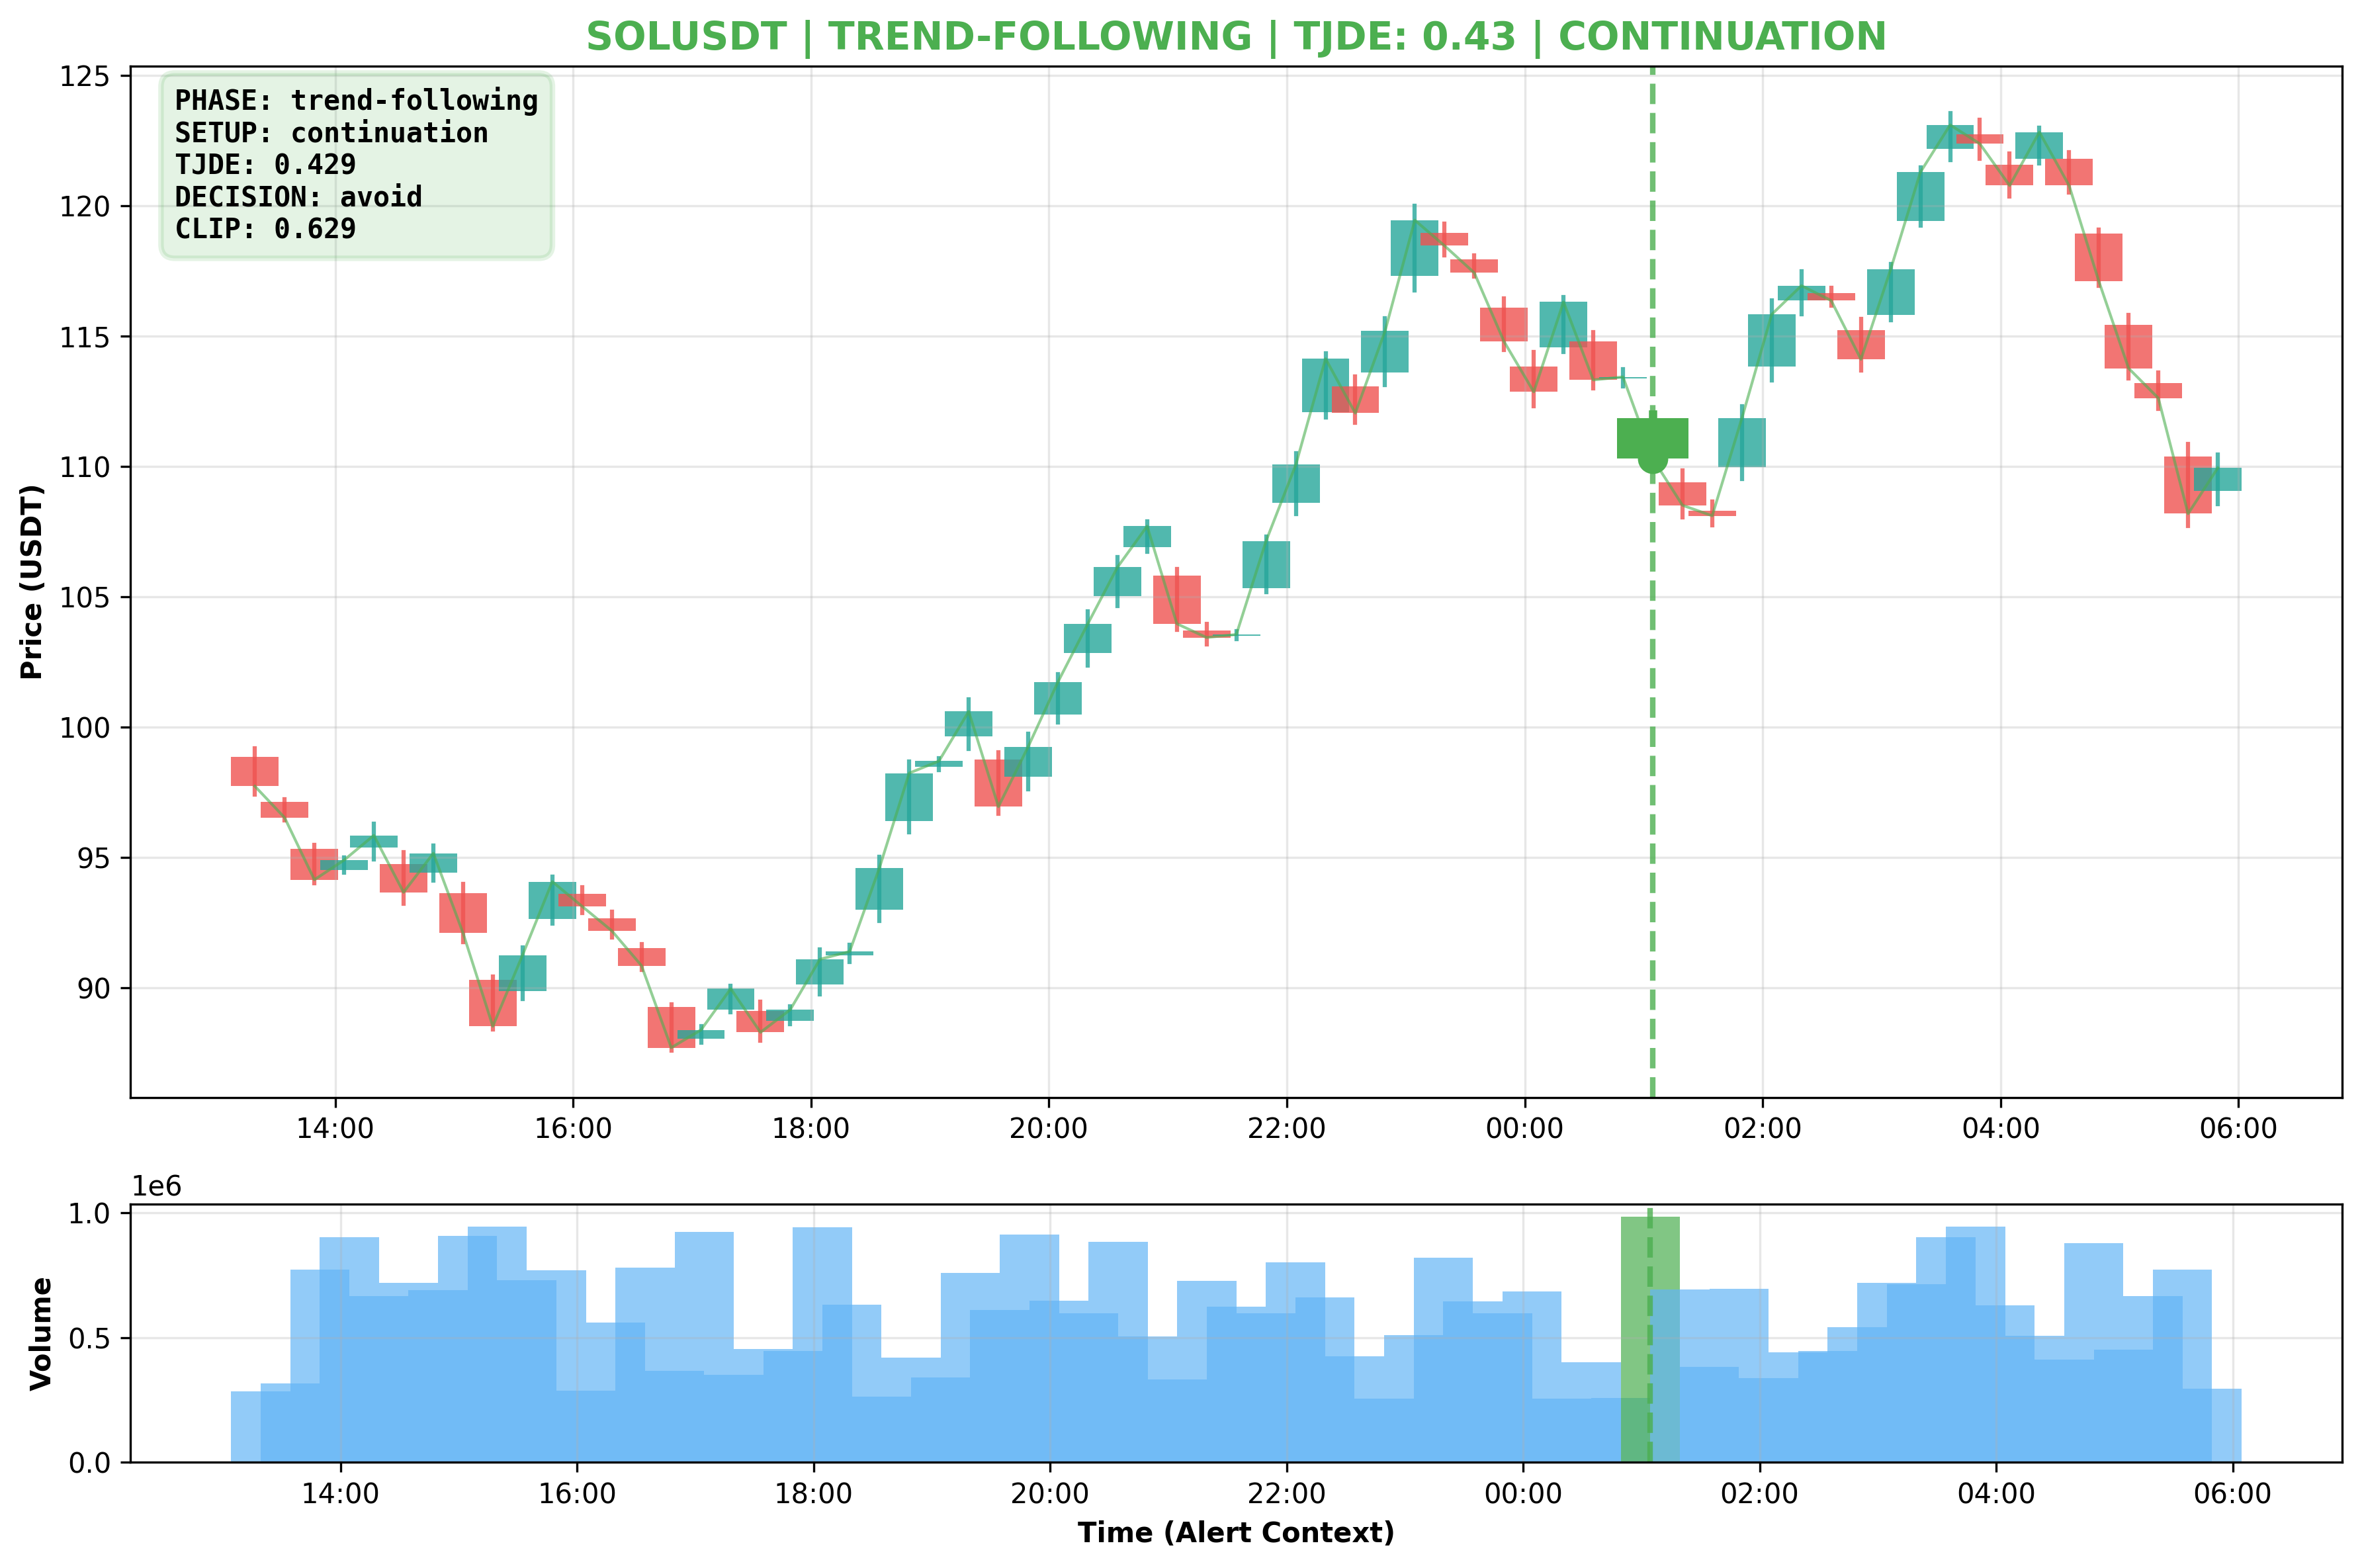 SOLUSDT | TREND-FOLLOWING | TJDE: 0.43 | CONTINUATION
PHASE: trend-following
SETUP: continuation
TJDE: 0.429
DECISION: avoid
CLIP: 0.629
Price (USDT)
125
120
115
110
105
100
95
90
14:00 16:00 18:00 20:00 22:00 00:00 02:00 04:00 06:00
1e6
Volume
1.0
0.5
0.0
14:00 16:00 18:00 20:00 22:00 00:00 02:00 04:00 06:00
Time (Alert Context)